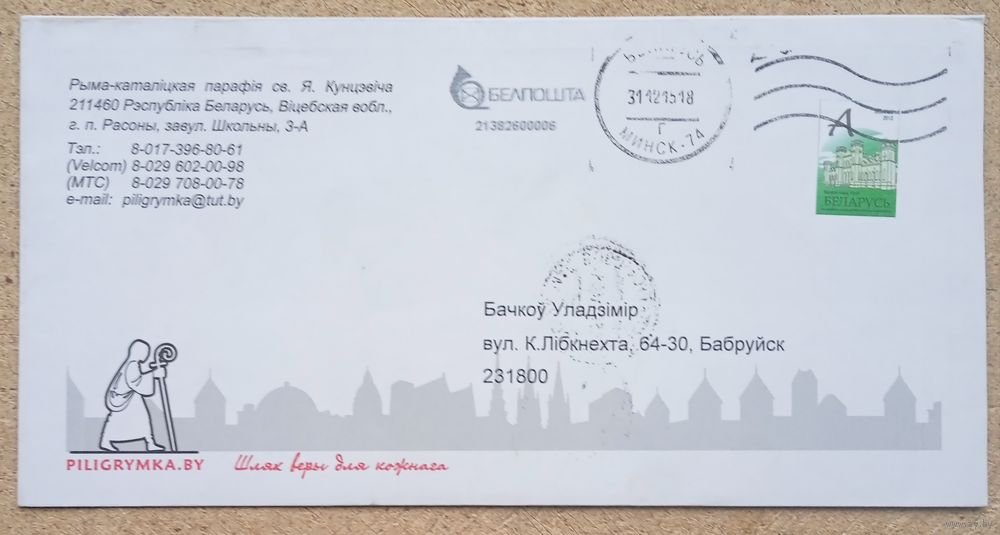 Рыма-каталіцкая парафія св. Я. Кунцэвіча
211460 Рэспубліка Беларусь, Віцебская вобл.,
г. п. Расоны, завул. Школьны, 3-А
Тэл.: 8-017-396-80-61
(Velcom) 8-029 602-00-98
(МТС) 8-029 708-00-78
e-mail: piligrymka@tut.by
БЕЛПОШТА
21382600006
31 12 15 18
Г
МИНСК-74
А
БЕЛАРУСЬ
Бачкоў Уладзімір
вул. К.Лібкнехта, 64-30, Бабруйск
231800
PILIGRYMKA.BY
Шлях веры для кожнага